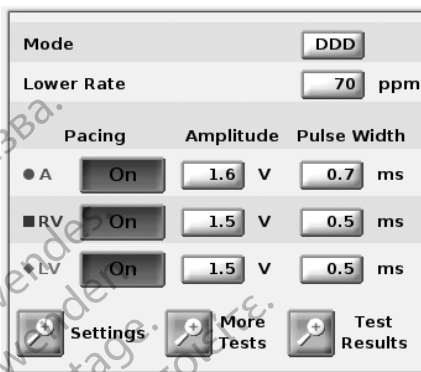 Mode DDD
Lower Rate 70 ppm
Pacing Amplitude Pulse Width
A On 1.6 V 0.7 ms
RV On 1.5 V 0.5 ms
LV On 1.5 V 0.5 ms
Settings More Tests Test Results